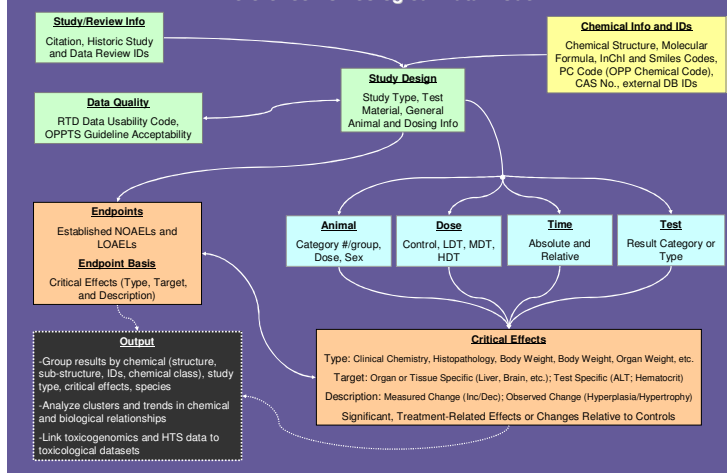 Study/Review Info
Citation, Historic Study
and Data Review IDs
Chemical Info and IDs
Chemical Structure, Molecular
Formula, InChI and Smiles Codes,
PC Code (OPP Chemical Code),
CAS No., external DB IDs
Study Design
Study Type, Test
Material, General
Animal and Dosing Info
Data Quality
RTD Data Usability Code,
OPPTS Guideline Acceptability
Endpoints
Established NOAELs and
LOAELs
Endpoint Basis
Critical Effects (Type, Target,
and Description)
Animal
Category #/group,
Dose, Sex
Dose
Control, LDT, MDT,
HDT
Time
Absolute and
Relative
Test
Result Category or
Type
Output
-Group results by chemical (structure,
sub-structure, IDs, chemical class), study
type, critical effects, species
-Analyze clusters and trends in chemical
and biological relationships
-Link toxicogenomics and HTS data to
toxicological datasets
Critical Effects
Type: Clinical Chemistry, Histopathology, Body Weight, Body Weight, Organ Weight, etc.
Target: Organ or Tissue Specific (Liver, Brain, etc.); Test Specific (ALT; Hematocrit)
Description: Measured Change (Inc/Dec); Observed Change (Hyperplasia/Hypertrophy)
Significant, Treatment-Related Effects or Changes Relative to Controls